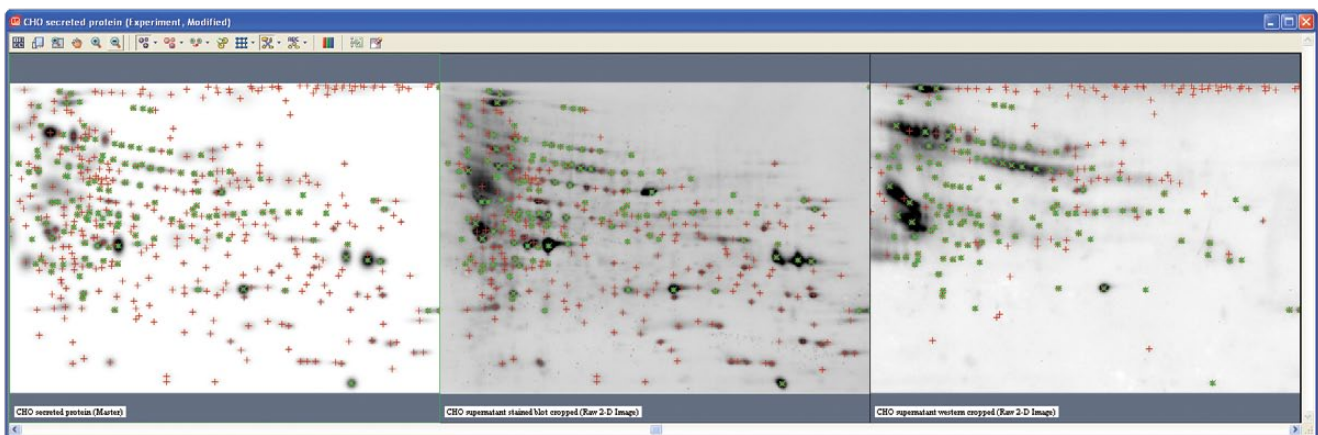 CHO secreted protein (Experiment, Modified)
CHO secreted protein (Master)
CHO supernatant stained blot cropped (Raw 2-D Image)
CHO supernatant western cropped (Raw 2-D Image)